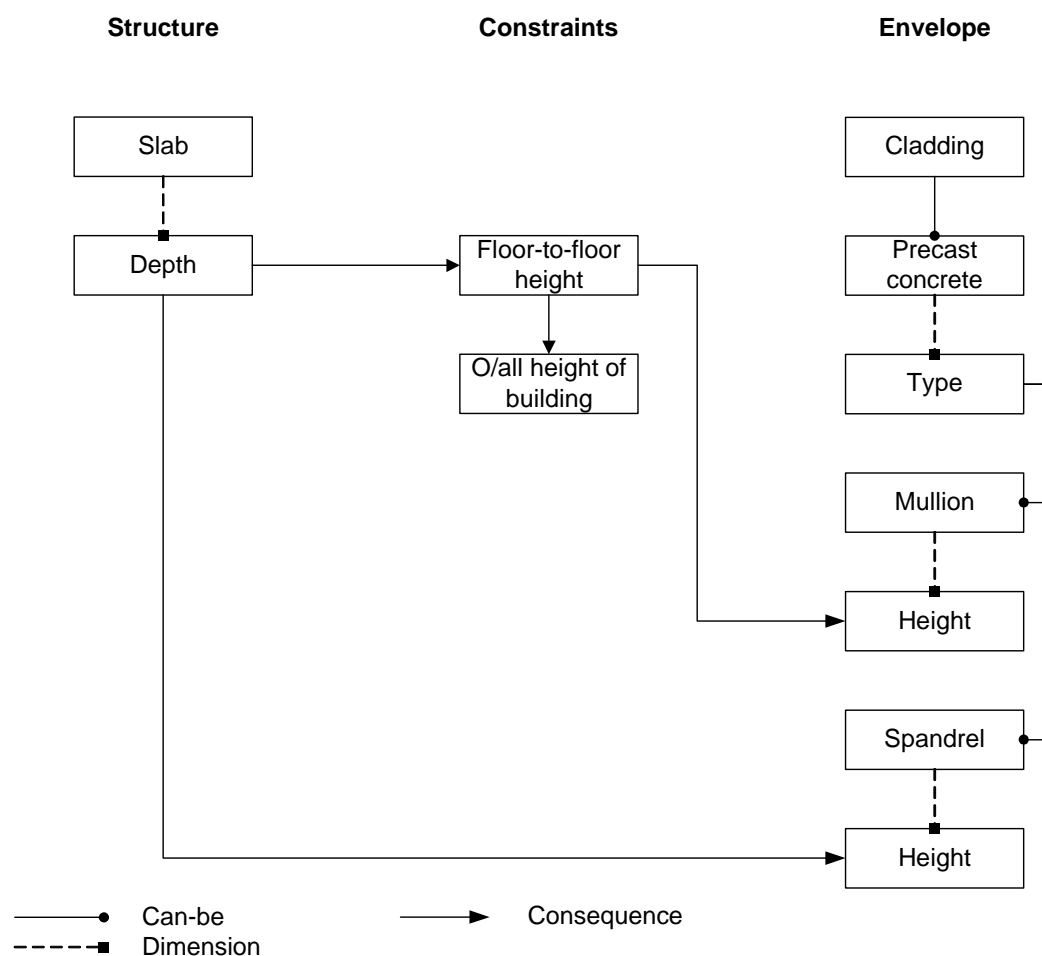 Structure
Constraints
Envelope
Slab
Cladding
Depth
Floor-to-floor
height
Precast
concrete
O/all height of
building
Type
Mullion
Height
Spandrel
Height
Can-be
Consequence
Dimension